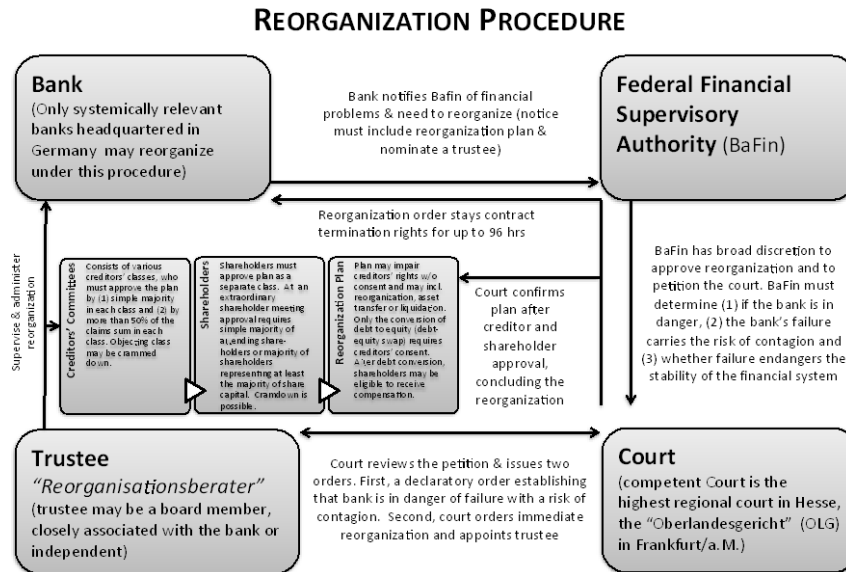 REORGANIZATION PROCEDURE
Bank
(Only systemically relevant
banks headquartered in
Germany may reorganize
under this procedure)
Bank notifies Bafin of financial
problems & need to reorganize (notice
must include reorganization plan &
nominate a trustee)
Federal Financial
Supervisory
Authority (BaFin)
Reorganization order stays contract
termination rights for up to 96 hrs
BaFin has broad discretion to
approve reorganization and to
petition the court. BaFin must
determine (1) if the bank is in
danger, (2) the bank's failure
carries the risk of contagion and
(3) whether failure endangers the
stability of the financial system
Supervise & administer
reorganization
Creditors' Committees
Consists of various
creditors' classes, who
must approve the plan
by (1) simple majority
in each class and (2) by
more than 50% of the
claims sum in each class.
Objecting class
may be crammed
down.
Shareholders
Shareholders must
approve plan as a
separate class. At an
extraordinary
shareholder meeting
approval requires
simple majority of
attending share-
holders or majority of
shareholders
representing at least
the majority of share
capital. Cramdown is
possible.
Reorganization Plan
Plan may impair
creditors' rights w/o
consent and may incl.
reorganization, asset
transfer or liquidation.
Only the conversion of
debt to equity (debt-
equity swap) requires
creditors' consent.
After debt conversion,
shareholders may be
eligible to receive
compensation.
Court confirms
plan after
creditor and
shareholder
approval,
concluding the
reorganization
Trustee
"Reorganisationsberater"
(trustee may be a board member,
closely associated with the bank or
independent)
Court reviews the petition & issues two
orders. First, a declaratory order establishing
that bank is in danger of failure with a risk of
contagion. Second, court orders immediate
reorganization and appoints trustee
Court
(competent Court is the
highest regional court in Hesse,
the "Oberlandesgericht" (OLG)
in Frankfurt/a.M.)